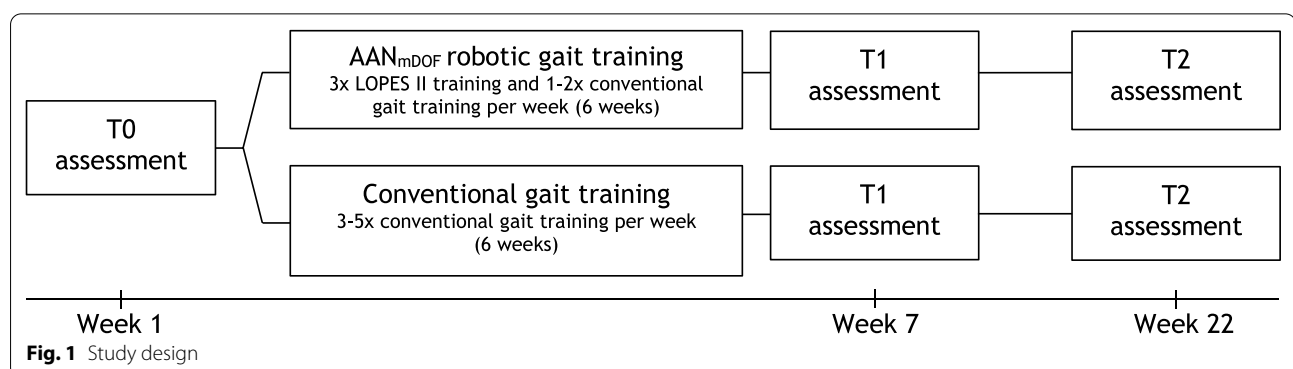 T0
assessment
AANmDOF robotic gait training
3x LOPES II training and 1-2x conventional
gait training per week (6 weeks)
T1
assessment
T2
assessment
Conventional gait training
3-5x conventional gait training per week
(6 weeks)
T1
assessment
T2
assessment
Week 1
Week 7
Week 22
Fig. 1 Study design